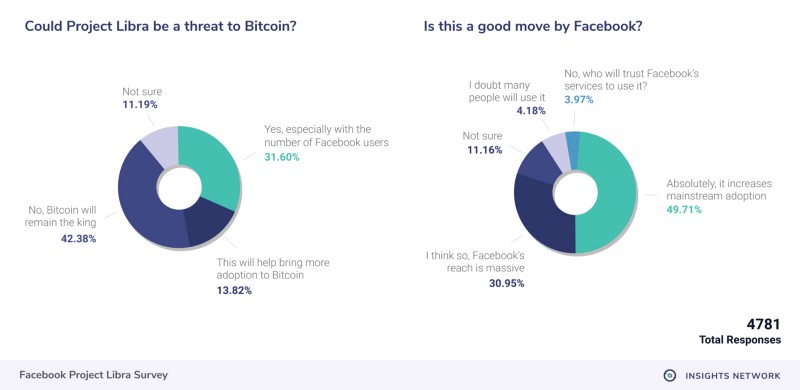 Could Project Libra be a threat to Bitcoin?
Not sure
11.19%
Yes, especially with the
number of Facebook users
31.60%
No, Bitcoin will
remain the king
42.38%
This will help bring more
adoption to Bitcoin
13.82%
Is this a good move by Facebook?
No, who will trust Facebook's
services to use it?
3.97%
I doubt many
people will use it
4.18%
Not sure
11.16%
Absolutely, it increases
mainstream adoption
49.71%
I think so, Facebook's
reach is massive
30.95%
4781
Total Responses
Facebook Project Libra Survey
INSIGHTS NETWORK